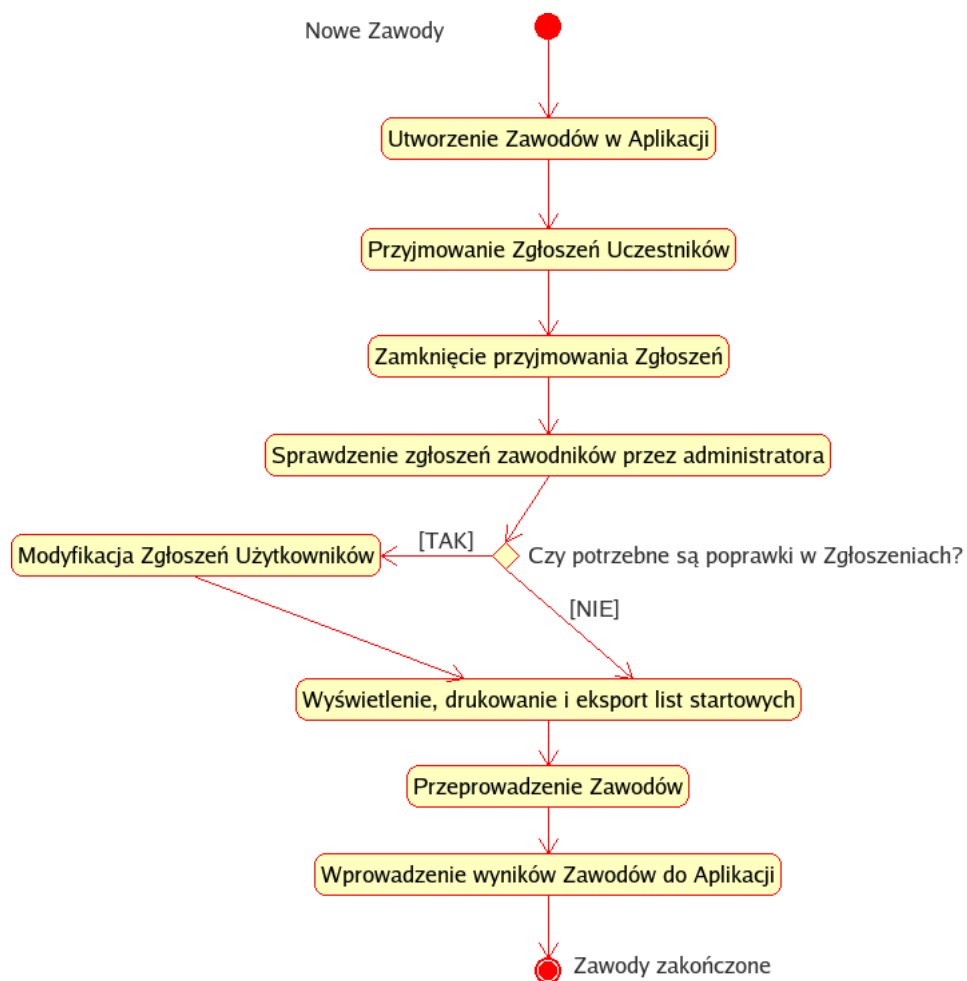 Nowe Zawody
Utworzenie Zawodów w Aplikacji
Przyjmowanie Zgłoszeń Uczestników
Zamknięcie przyjmowania Zgłoszeń
Sprawdzenie zgłoszeń zawodników przez administratora
[TAK]
Modyfikacja Zgłoszeń Użytkowników
Czy potrzebne są poprawki w Zgłoszeniach?
[NIE]
Wyświetlenie, drukowanie i eksport list startowych
Przeprowadzenie Zawodów
Wprowadzenie wyników Zawodów do Aplikacji
Zawody zakończone